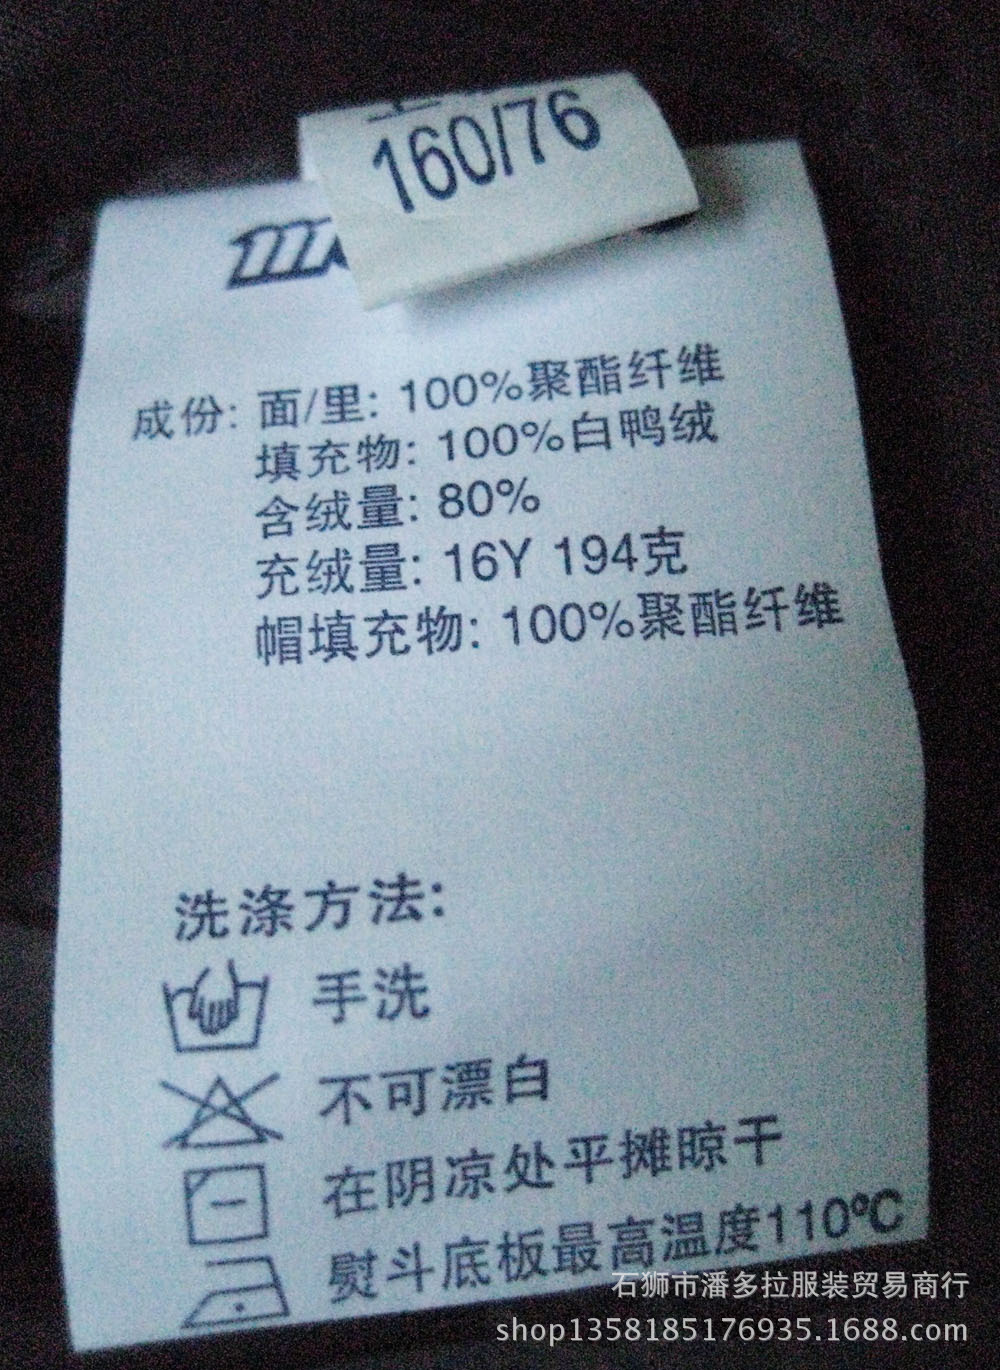 160/76
成份: 面/里: 100%聚酯纤维
填充物: 100%白鸭绒
含绒量: 80%
充绒量: 16Y 194克
帽填充物: 100%聚酯纤维
洗涤方法:
手洗
不可漂白
在阴凉处平摊晾干
熨斗底板最高温度110ºC
石狮市潘多拉服装贸易商行
shop1358185176935.1688.com